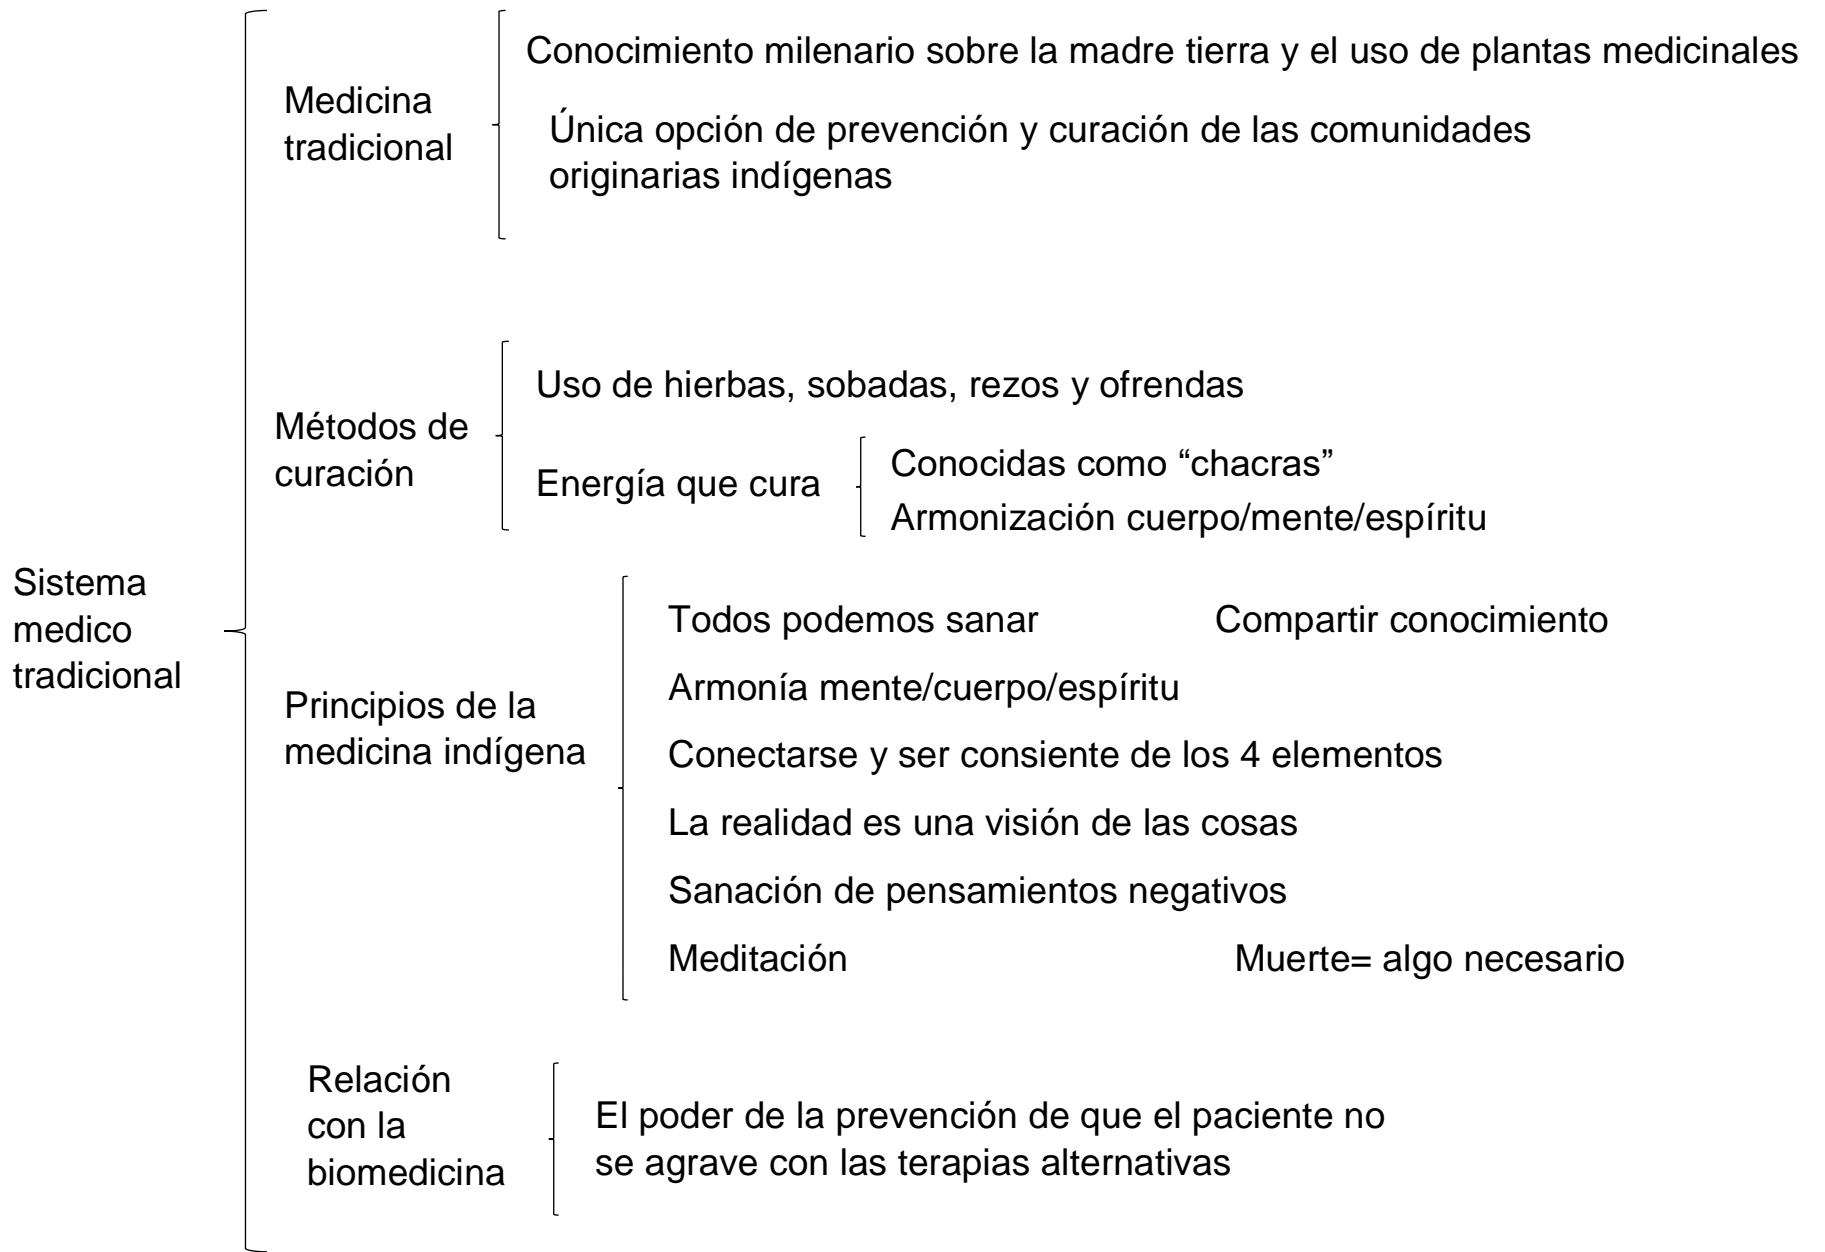 Sistema
medico
tradicional
Medicina
tradicional
Conocimiento milenario sobre la madre tierra y el uso de plantas medicinales
Única opción de prevención y curación de las comunidades
originarias indígenas
Métodos de
curación
Uso de hierbas, sobadas, rezos y ofrendas
Energía que cura
Conocidas como “chacras”
Armonización cuerpo/mente/espíritu
Principios de la
medicina indígena
Todos podemos sanar
Compartir conocimiento
Armonía mente/cuerpo/espíritu
Conectarse y ser consiente de los 4 elementos
La realidad es una visión de las cosas
Sanación de pensamientos negativos
Meditación
Muerte= algo necesario
Relación
con la
biomedicina
El poder de la prevención de que el paciente no
se agrave con las terapias alternativas